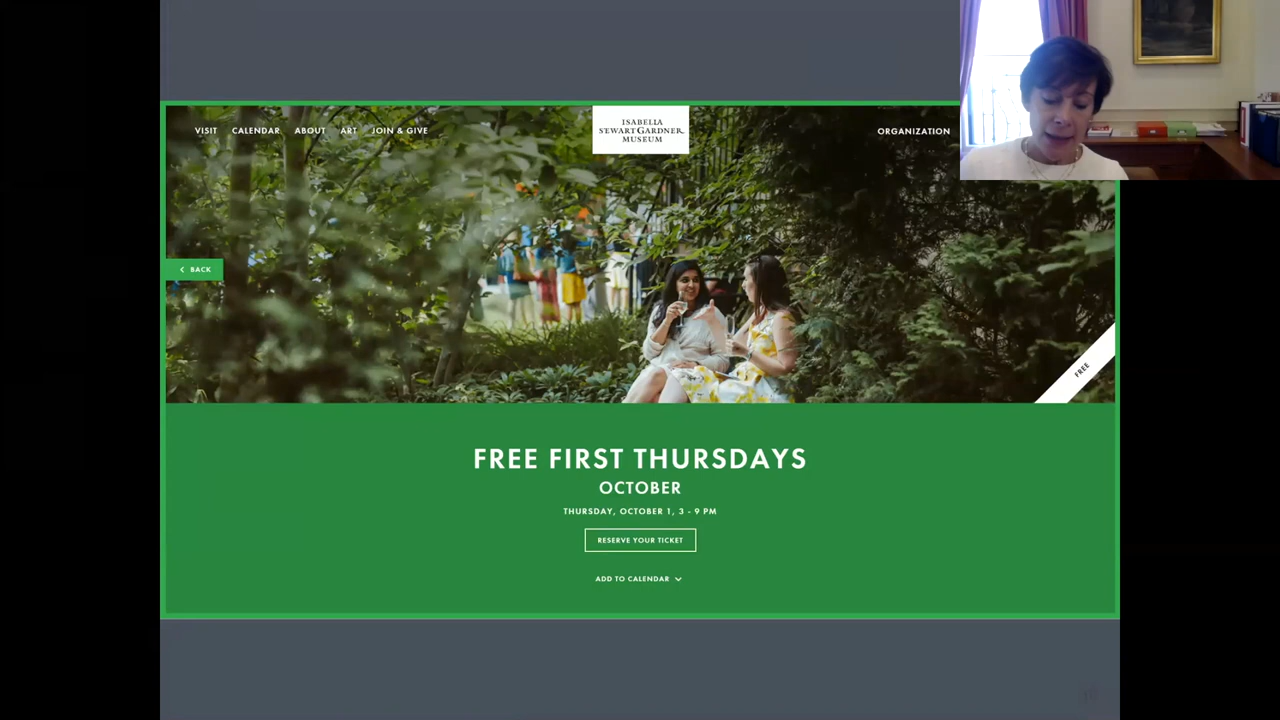 VISIT CALENDAR ABOUT ART JOIN & GIVE
ISABELLA
STEWART GARDNER
MUSEUM
ORGANIZATION
BACK
FREE
FREE FIRST THURSDAYS
OCTOBER
THURSDAY, OCTOBER 1, 3 - 9 PM
RESERVE YOUR TICKET
ADD TO CALENDAR